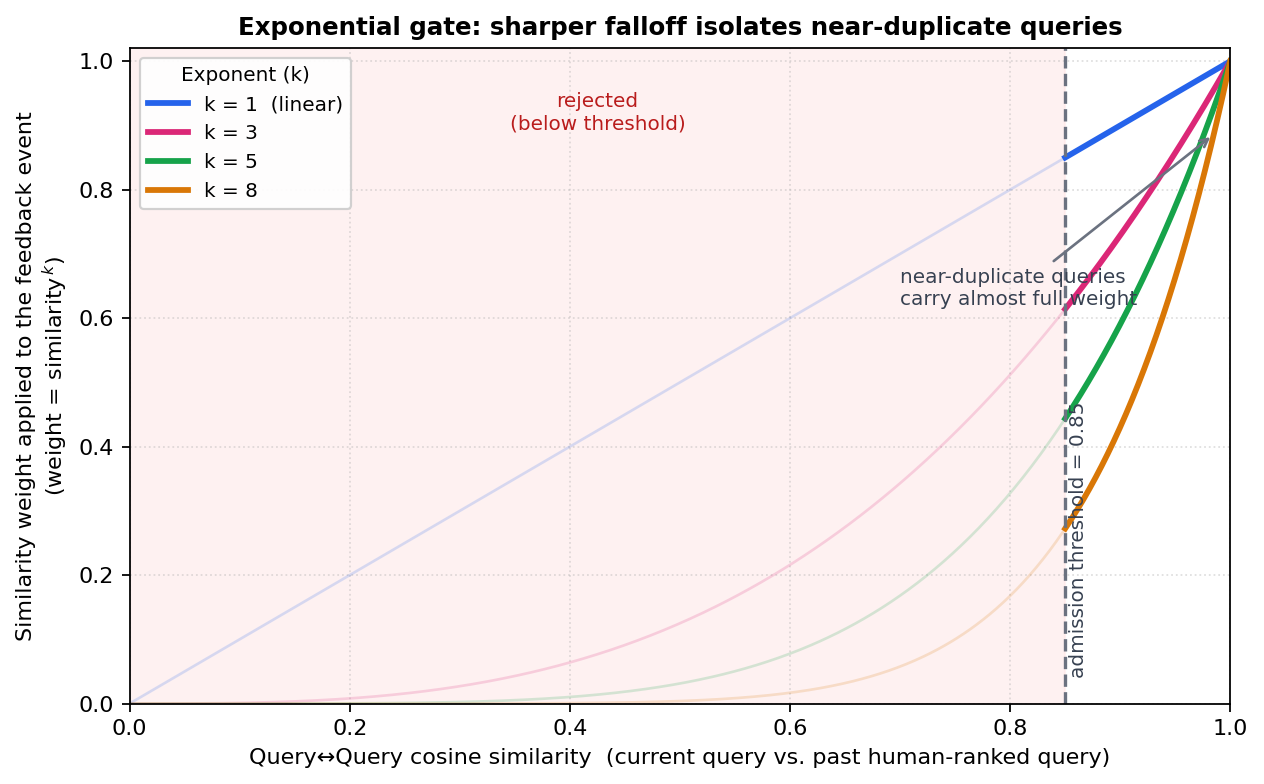 Exponential gate: sharper falloff isolates near-duplicate queries
Exponent (k)
k = 1  (linear)
k = 3
k = 5
k = 8
rejected
(below threshold)
near-duplicate queries
carry almost full weight
admission threshold = 0.85
Similarity weight applied to the feedback event
(weight = similarity^k)
1.0
0.8
0.6
0.4
0.2
0.0
0.0 0.2 0.4 0.6 0.8 1.0
Query↔Query cosine similarity  (current query vs. past human-ranked query)